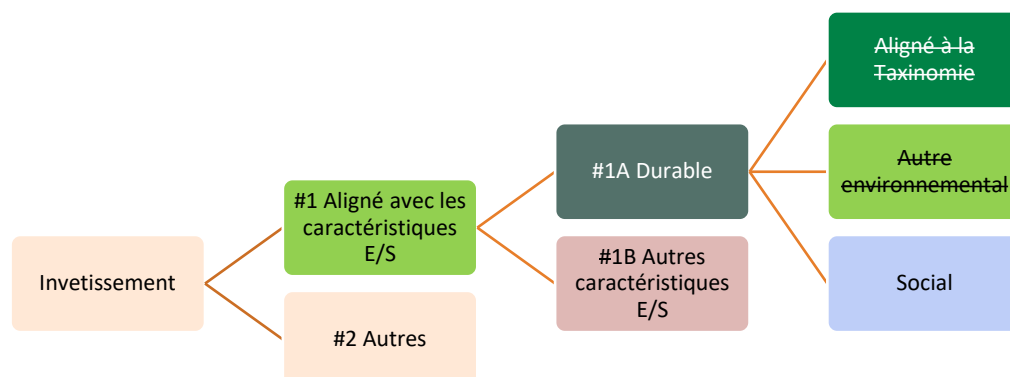 Aligné à la
Taxinomie
#1A Durable
Autre
environnemental
#1 Aligné avec les
caractéristiques
E/S
#1B Autres
caractéristiques
E/S
Invetissement
Social
#2 Autres